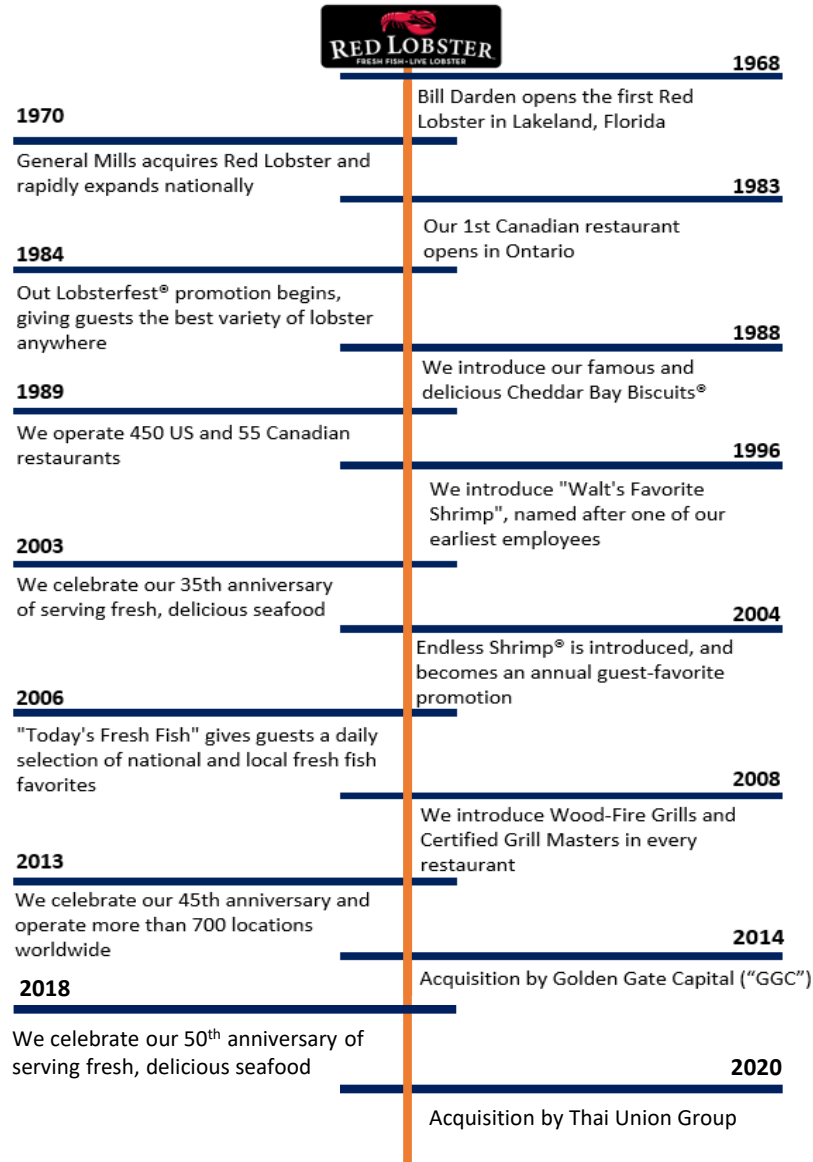 RED LOBSTER
FRESH FISH•LIVE LOBSTER
1968
Bill Darden opens the first Red
Lobster in Lakeland, Florida
1970
General Mills acquires Red Lobster and
rapidly expands nationally
1983
Our 1st Canadian restaurant
opens in Ontario
1984
Out Lobsterfest® promotion begins,
giving guests the best variety of lobster
anywhere
1988
We introduce our famous and
delicious Cheddar Bay Biscuits®
1989
We operate 450 US and 55 Canadian
restaurants
1996
We introduce "Walt's Favorite
Shrimp", named after one of our
earliest employees
2003
We celebrate our 35th anniversary
of serving fresh, delicious seafood
2004
Endless Shrimp® is introduced, and
becomes an annual guest-favorite
promotion
2006
"Today's Fresh Fish" gives guests a daily
selection of national and local fresh fish
favorites
2008
We introduce Wood-Fire Grills and
Certified Grill Masters in every
restaurant
2013
We celebrate our 45th anniversary and
operate more than 700 locations
worldwide
2014
Acquisition by Golden Gate Capital (“GGC”)
2018
We celebrate our 50th anniversary of
serving fresh, delicious seafood
2020
Acquisition by Thai Union Group